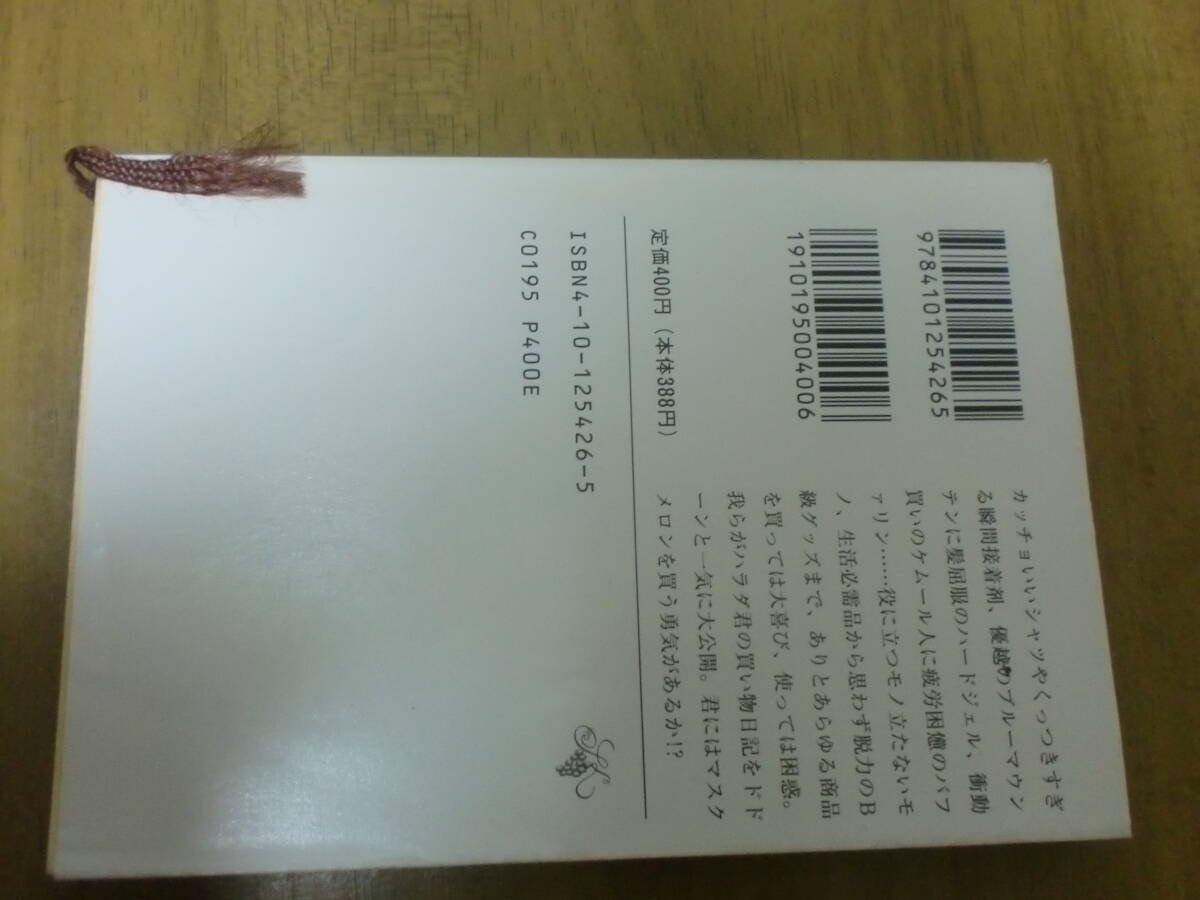 9784101254265
1910195004006
定価400円（本体388円）
ISBN4-10-125426-5
C0195 P400E
カッチョいいシャツやくっつきすぎ
る瞬間接着剤、優越のブルーマウン
テンに髪屈服のハードジェル、衝動
買いのケムール人に疲労困憊のバフ
ァリン……役に立つモノ立たないモ
ノ、生活必需品から思わず脱力のB
級グッズまで、ありとあらゆる商品
を買っては大喜び、使っては困惑。
我らがハラダ君の買い物日記をドド
ーンと一気に大公開。君にはマスク
メロンを買う勇気があるか!?